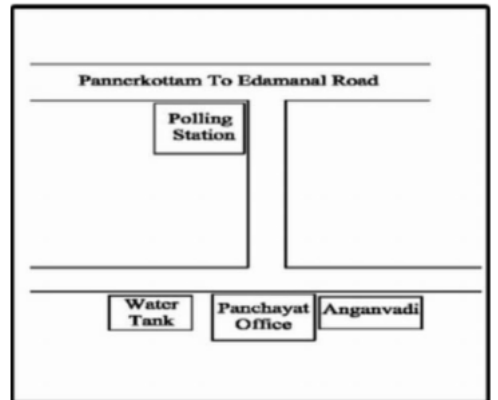 Pannerkottam To Edamanal Road
Polling
Station
Water
Tank
Panchayat
Office
Anganvadi